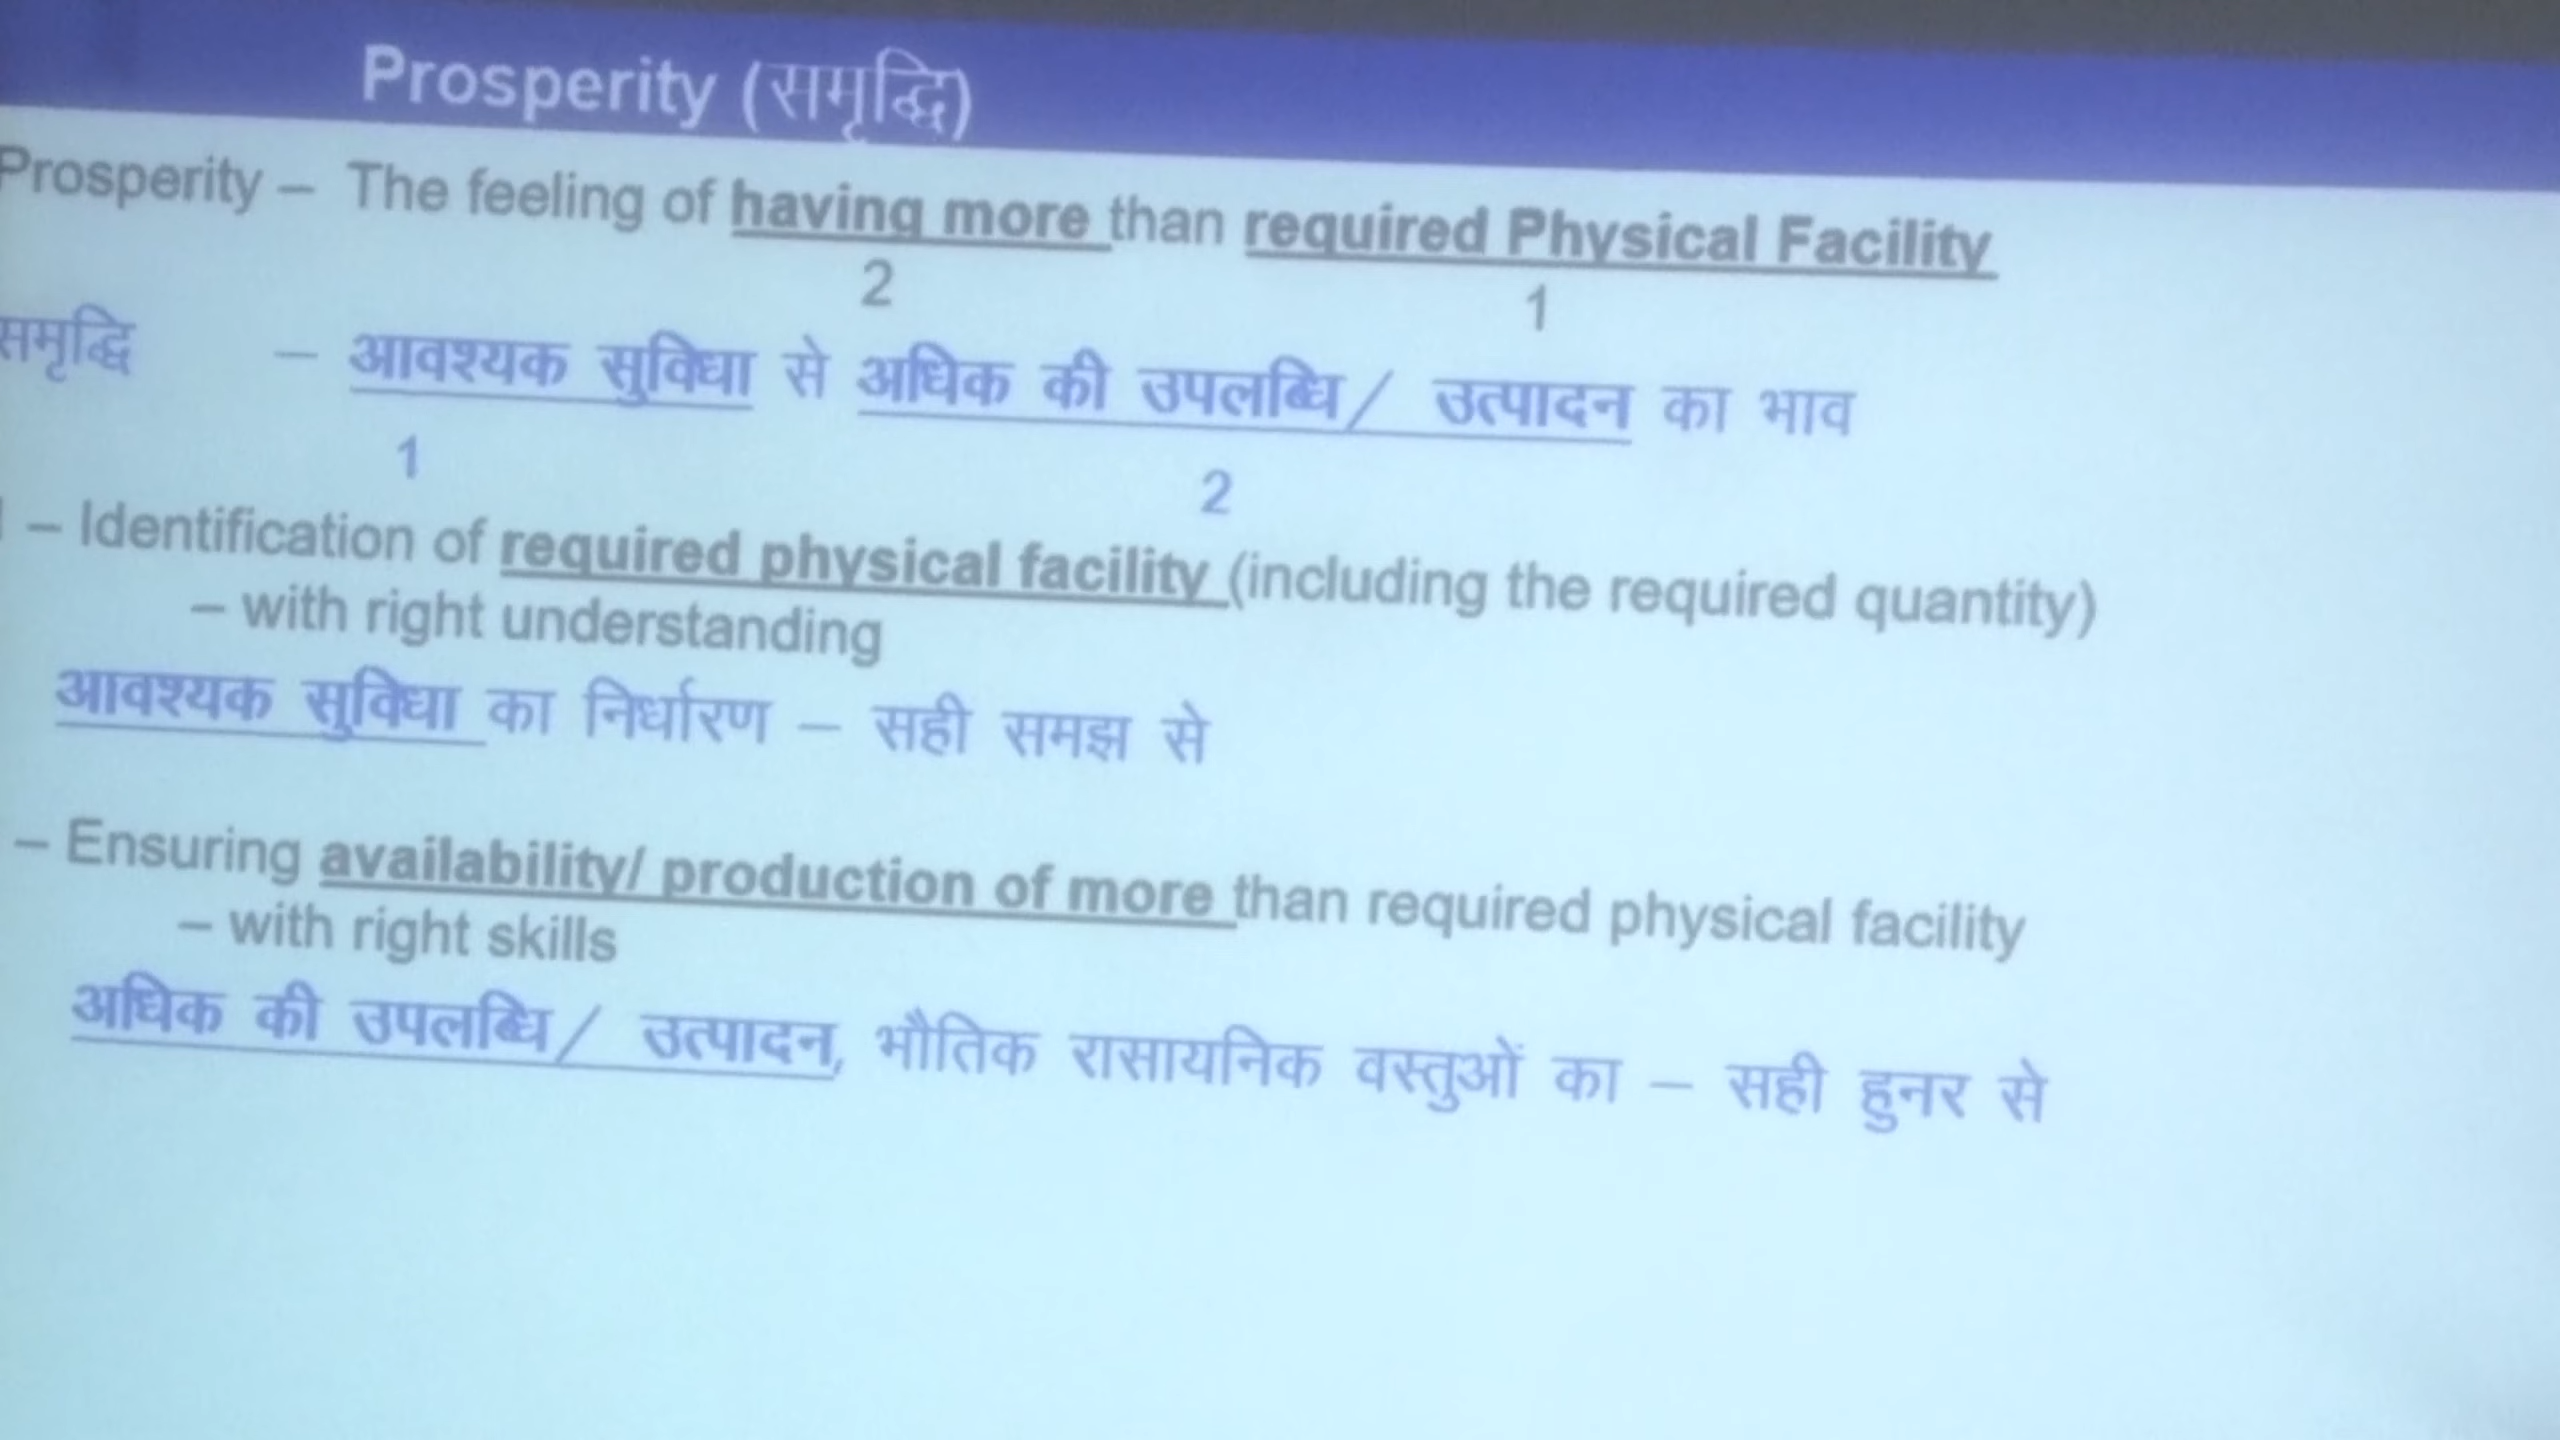 Prosperity (समृद्धि)
Prosperity – The feeling of having more than required Physical Facility
2 1
समृद्धि – आवश्यक सुविधा से अधिक की उपलब्धि/ उत्पादन का भाव
1 2
– Identification of required physical facility (including the required quantity)
– with right understanding
आवश्यक सुविधा का निर्धारण – सही समझ से
– Ensuring availability/ production of more than required physical facility
– with right skills
अधिक की उपलब्धि/ उत्पादन, भौतिक रासायनिक वस्तुओं का – सही हुनर से